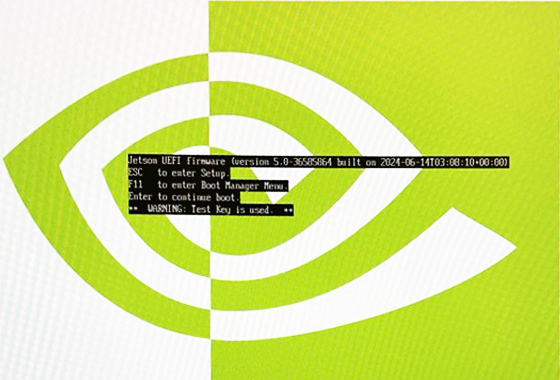 Jetson UEFI firmware (version 5.0-36585864 built on 2024-06-14T03:08:10+00:00)
ESC to enter Setup.
F11 to enter Boot Manager Menu.
Enter to continue boot.
** WARNING: Test Key is used. **